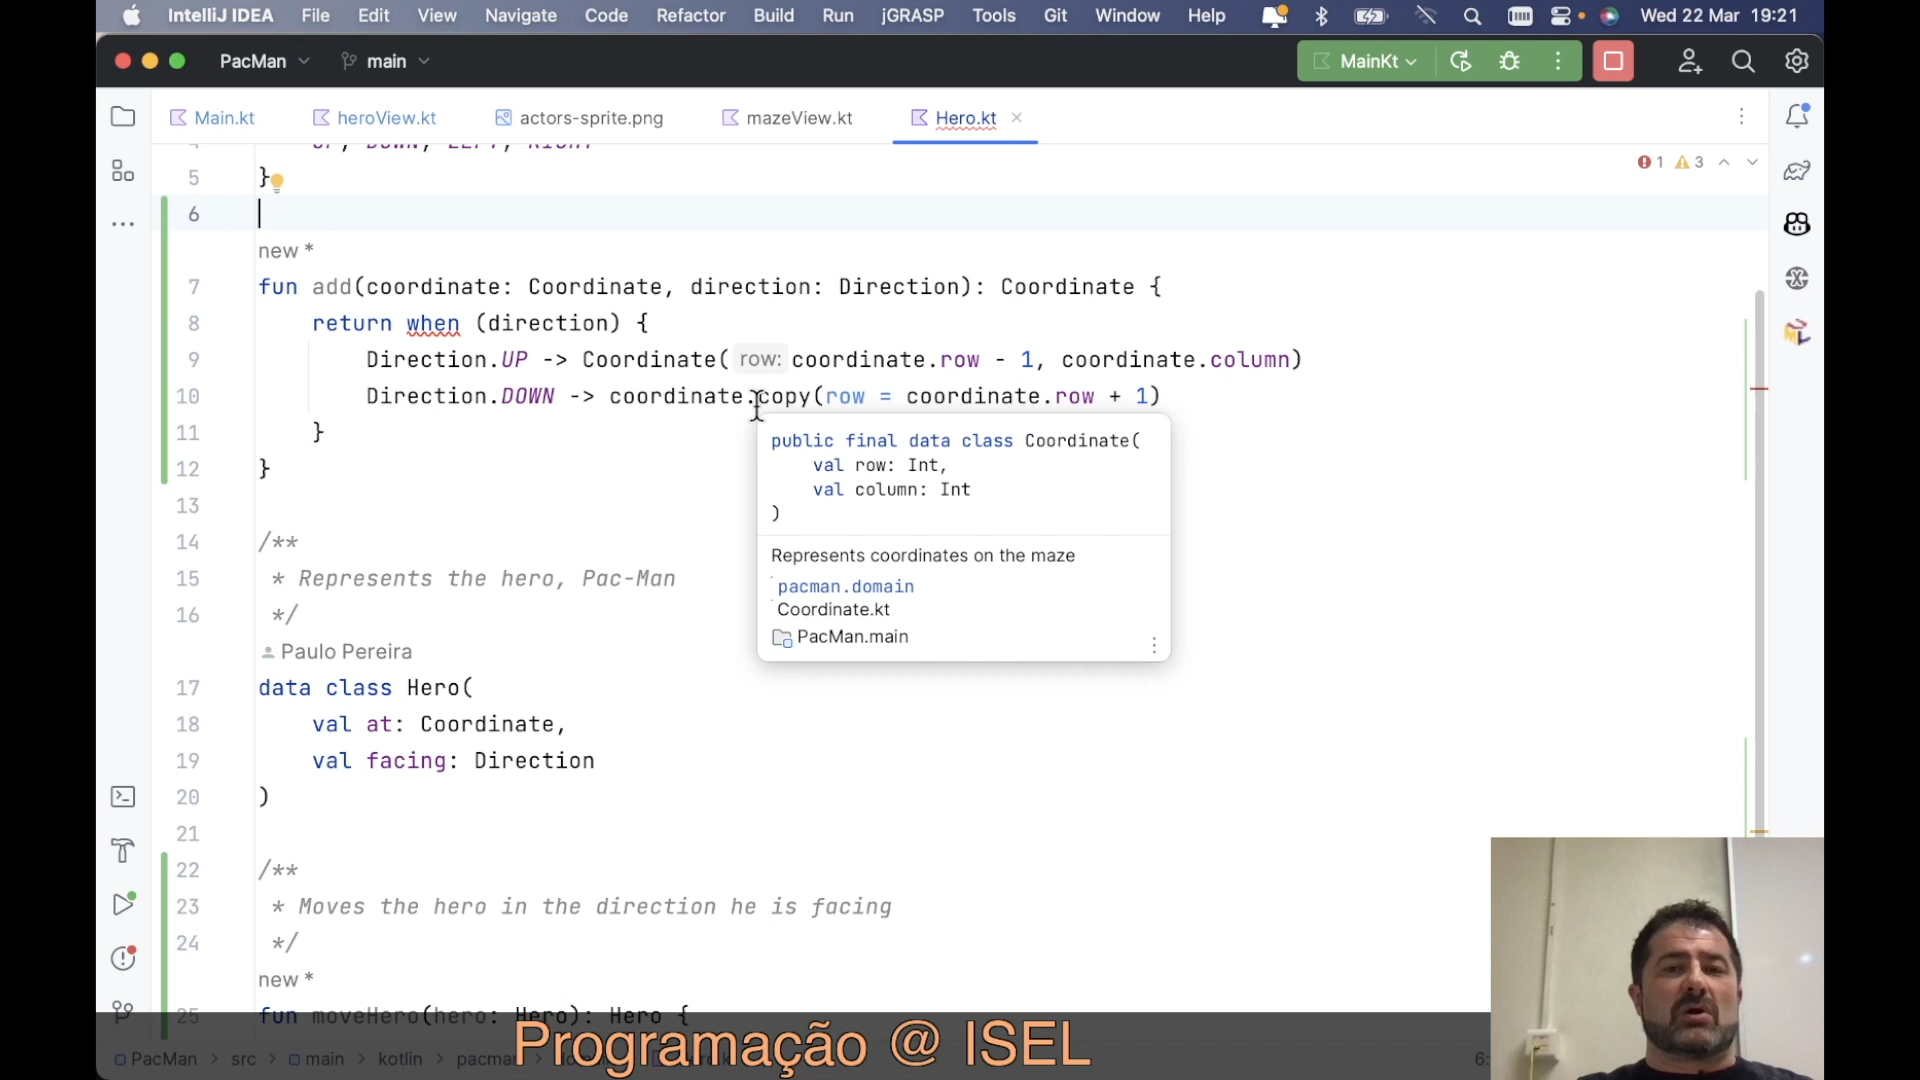 IntelliJ IDEA File Edit View Navigate Code Refactor Build Run jGRASP Tools Git Window Help Wed 22 Mar 19:21
PacMan main MainKt
Main.kt heroView.kt actors-sprite.png mazeView.kt Hero.kt
UP, DOWN, LEFT, RIGHT
1 3
5 }
6
new *
7 fun add(coordinate: Coordinate, direction: Direction): Coordinate {
8 return when (direction) {
9 Direction.UP -> Coordinate( row: coordinate.row - 1, coordinate.column)
10 Direction.DOWN -> coordinate.copy(row = coordinate.row + 1)
11 }
12 }
public final data class Coordinate(
val row: Int,
val column: Int
)
Represents coordinates on the maze
pacman.domain
Coordinate.kt
PacMan.main
13
14 /**
15 * Represents the hero, Pac-Man
16 */
Paulo Pereira
17 data class Hero(
18 val at: Coordinate,
19 val facing: Direction
20 )
21
22 /**
23 * Moves the hero in the direction he is facing
24 */
new *
25 fun moveHero(hero: Hero): Hero {
PacMan > src > main > kotlin > pacman
Programação @ ISEL